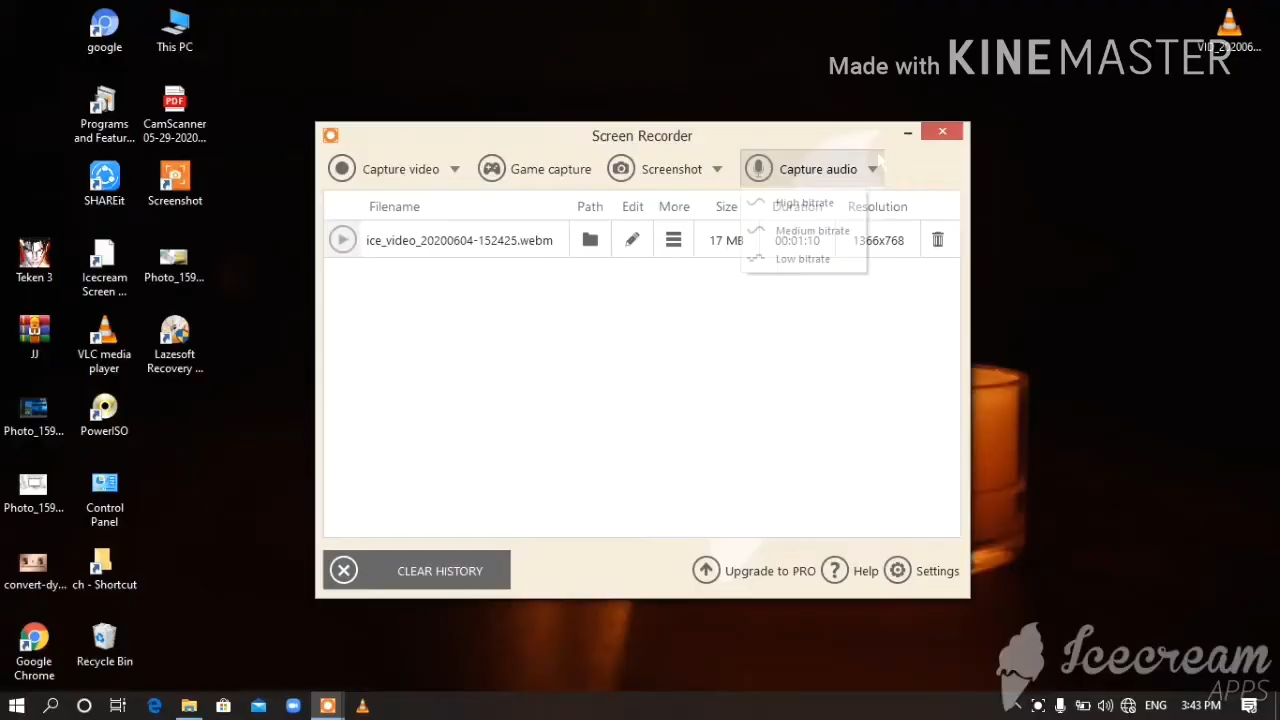 google
This PC
VID_202006...
Made with KINEMASTER
Programs
and Featur...
CamScanner
05-29-2020...
SHAREit
Screenshot
Teken 3
Icecream
Screen ...
Photo_159...
JJ
VLC media
player
Lazesoft
Recovery ...
Photo_159...
PowerISO
Photo_159...
Control
Panel
convert-dy...
ch - Shortcut
Google
Chrome
Recycle Bin
Screen Recorder
Capture video
Game capture
Screenshot
Capture audio
Filename
Path
Edit
More
Size
Duration
Resolution
High bitrate
Medium bitrate
Low bitrate
ice_video_20200604-152425.webm
17 MB
00:01:10
1366x768
CLEAR HISTORY
Upgrade to PRO
Help
Settings
Icecream
APPS
ENG
3:43 PM